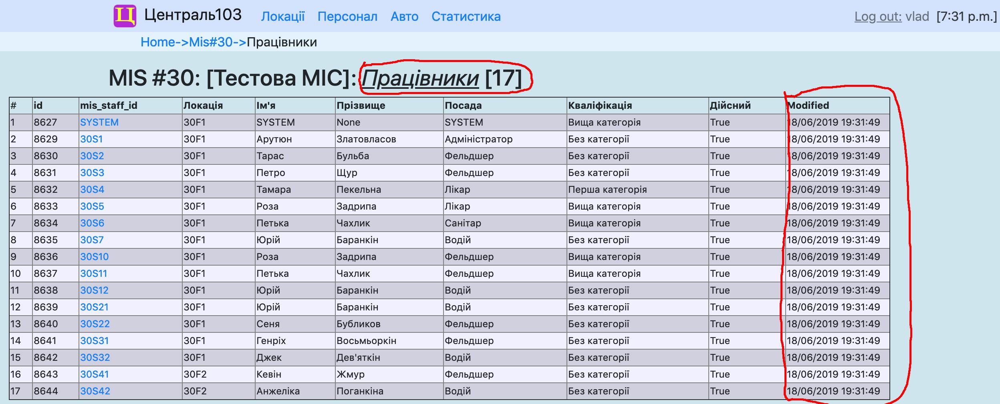 Ц Централь103 Локації Персонал Авто Статистика Log out: vlad [7:31 p.m.]
Home->Mis#30->Працівники
MIS #30: [Тестова МІС]: Працівники [17]
# id mis_staff_id Локація Ім'я Прізвище Посада Кваліфікація Дійсний Modified
1 8627 SYSTEM 30F1 SYSTEM None SYSTEM Вища категорія True 18/06/2019 19:31:49
2 8629 30S1 30F1 Арутюн Златовласов Адміністратор Без категорії True 18/06/2019 19:31:49
3 8630 30S2 30F1 Тарас Бульба Фельдшер Без категорії True 18/06/2019 19:31:49
4 8631 30S3 30F1 Петро Щур Фельдшер Без категорії True 18/06/2019 19:31:49
5 8632 30S4 30F1 Тамара Пекельна Лікар Перша категорія True 18/06/2019 19:31:49
6 8633 30S5 30F1 Роза Задрипа Лікар Вища категорія True 18/06/2019 19:31:49
7 8634 30S6 30F1 Петька Чахлик Санітар Вища категорія True 18/06/2019 19:31:49
8 8635 30S7 30F1 Юрій Баранкін Водій Без категорії True 18/06/2019 19:31:49
9 8636 30S10 30F1 Роза Задрипа Фельдшер Вища категорія True 18/06/2019 19:31:49
10 8637 30S11 30F1 Петька Чахлик Фельдшер Вища категорія True 18/06/2019 19:31:49
11 8638 30S12 30F1 Юрій Баранкін Водій Без категорії True 18/06/2019 19:31:49
12 8639 30S21 30F1 Юрій Баранкін Водій Без категорії True 18/06/2019 19:31:49
13 8640 30S22 30F1 Сеня Бубликов Фельдшер Без категорії True 18/06/2019 19:31:49
14 8641 30S31 30F1 Генріх Восьмьоркін Фельдшер Без категорії True 18/06/2019 19:31:49
15 8642 30S32 30F1 Джек Дев'яткін Водій Без категорії True 18/06/2019 19:31:49
16 8643 30S41 30F2 Кевін Жмур Фельдшер Без категорії True 18/06/2019 19:31:49
17 8644 30S42 30F2 Анжеліка Поганкіна Водій Без категорії True 18/06/2019 19:31:49